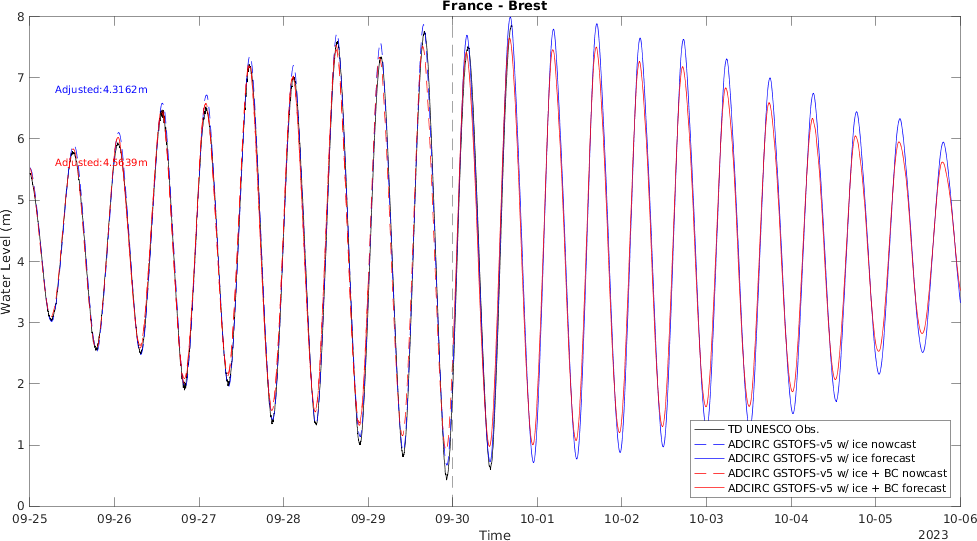 France - Brest
8
7
6
5
4
3
2
1
0
Water Level (m)
Adjusted:4.3162m
Adjusted:4.5639m
TD UNESCO Obs.
ADCIRC GSTOFS-v5 w/ ice nowcast
ADCIRC GSTOFS-v5 w/ ice forecast
ADCIRC GSTOFS-v5 w/ ice + BC nowcast
ADCIRC GSTOFS-v5 w/ ice + BC forecast
09-25 09-26 09-27 09-28 09-29 09-30 10-01 10-02 10-03 10-04 10-05 10-06
Time
2023